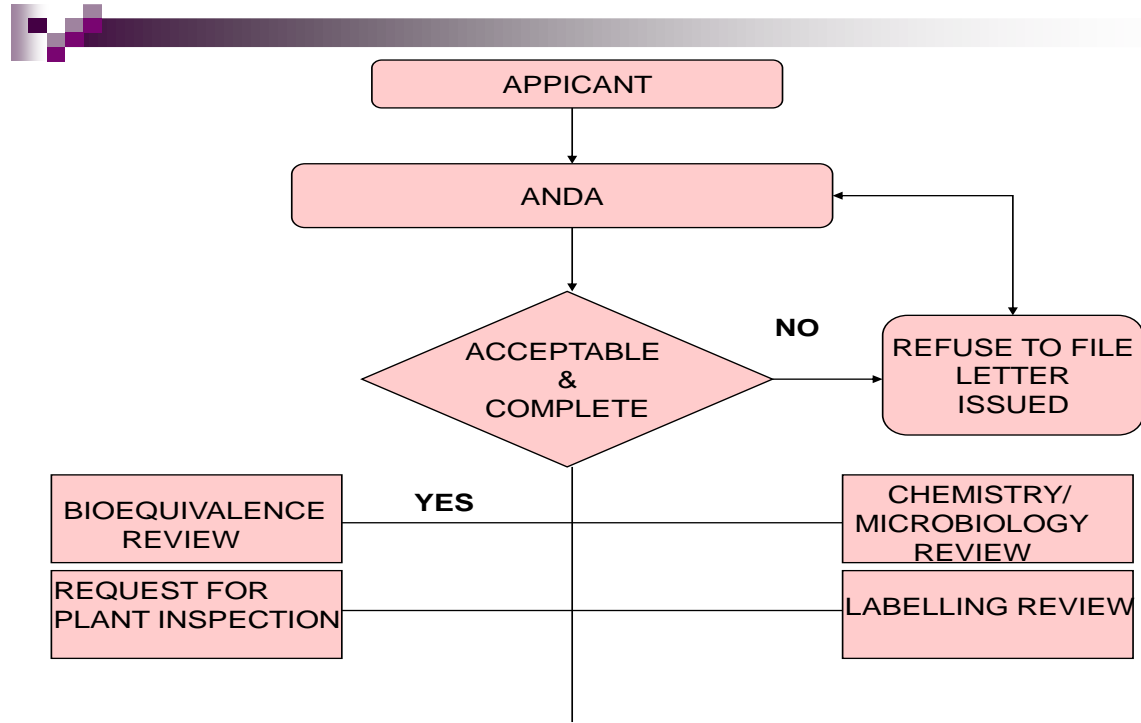 APPICANT
ANDA
NO
ACCEPTABLE
&
COMPLETE
REFUSE TO FILE
LETTER
ISSUED
YES
BIOEQUIVALENCE
REVIEW
CHEMISTRY/
MICROBIOLOGY
REVIEW
REQUEST FOR
PLANT INSPECTION
LABELLING REVIEW